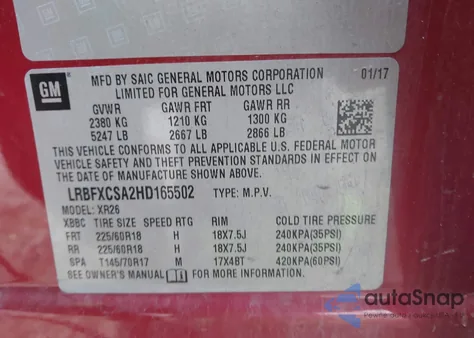 GM
MFD BY SAIC GENERAL MOTORS CORPORATION 01/17
LIMITED FOR GENERAL MOTORS LLC
GVWR GAWR FRT GAWR RR
2380 KG 1210 KG 1300 KG
5247 LB 2667 LB 2866 LB
THIS VEHICLE CONFORMS TO ALL APPLICABLE U.S. FEDERAL MOTOR
VEHICLE SAFETY AND THEFT PREVENTION STANDARDS IN EFFECT ON
THE DATE OF MANUFACTURE SHOWN ABOVE.
LRBFXCSA2HD165502 TYPE: M.P.V.
MODEL: XR26
XBBC TIRE SIZE SPEED RTG RIM COLD TIRE PRESSURE
FRT 225/60R18 H 18X7.5J 240KPA(35PSI)
RR 225/60R18 H 18X7.5J 240KPA(35PSI)
SPA T145/70R17 M 17X4BT 420KPA(60PSI)
SEE OWNER'S MANUAL FOR MORE INFORMATION.
autoSnap